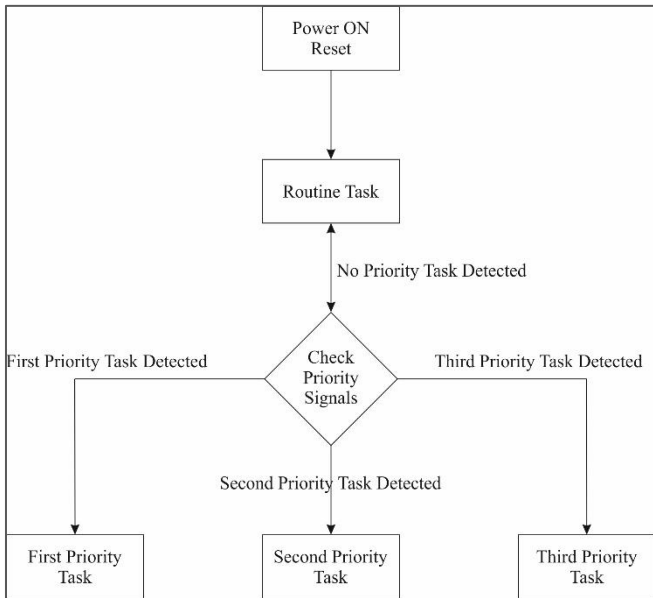 Power ON
Reset
Routine Task
No Priority Task Detected
First Priority Task Detected
Check
Priority
Signals
Third Priority Task Detected
Second Priority Task Detected
First Priority
Task
Second Priority
Task
Third Priority
Task